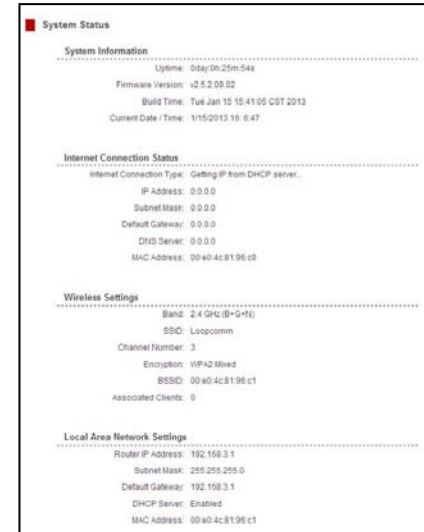 System Status
System Information
Uptime: 0day:0h:25m:54s
Firmware Version: v2.5.2.09.02
Build Time: Tue Jan 15 15:41:05 CST 2013
Current Date / Time: 1/15/2013 16: 6:47
Internet Connection Status
Internet Connection Type: Getting IP from DHCP server...
IP Address: 0.0.0.0
Subnet Mask: 0.0.0.0
Default Gateway: 0.0.0.0
DNS Server: 0.0.0.0
MAC Address: 00:e0:4c:81:96:c9
Wireless Settings
Band: 2.4 GHz (B+G+N)
SSID: Loopcomm
Channel Number: 3
Encryption: WPA2 Mixed
BSSID: 00:e0:4c:81:96:c1
Associated Clients: 0
Local Area Network Settings
Router IP Address: 192.168.3.1
Subnet Mask: 255.255.255.0
Default Gateway: 192.168.3.1
DHCP Server: Enabled
MAC Address: 00:e0:4c:81:96:c1